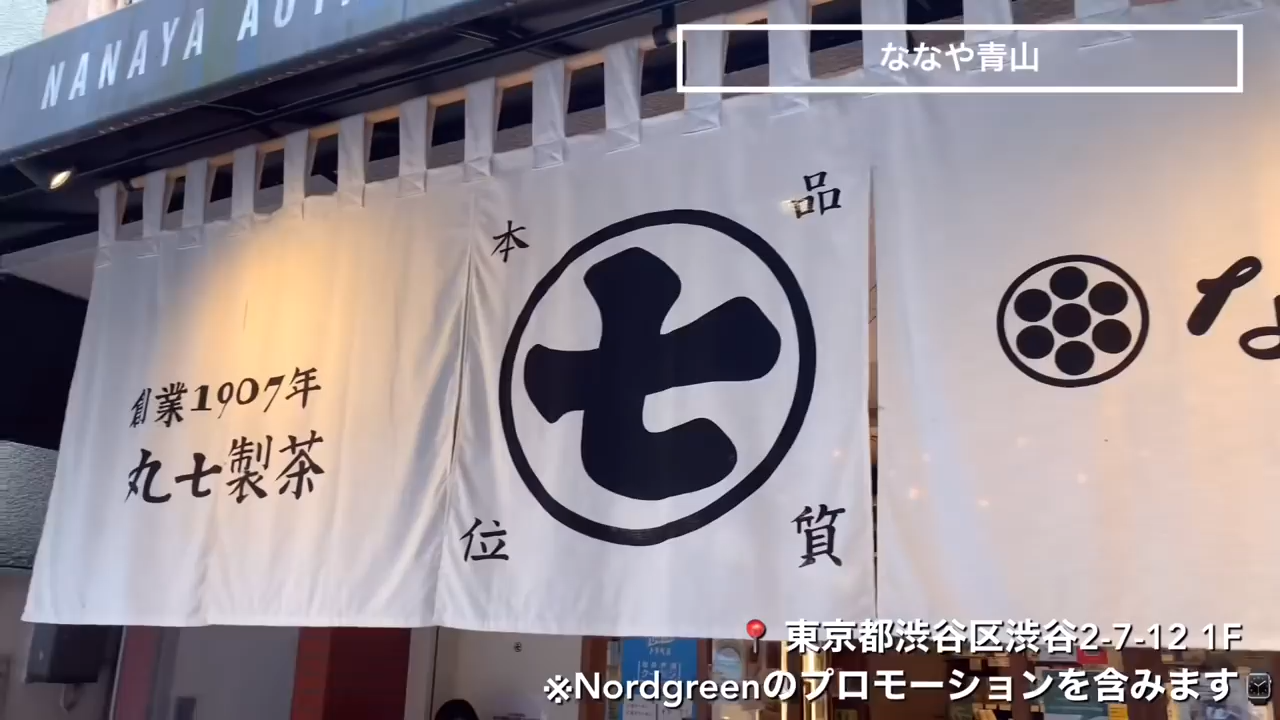 NANAYA
ななや青山
品
本
七
質
位
創業1907年
丸七製茶
な
📍 東京都渋谷区渋谷2-7-12 1F
※Nordgreenのプロモーションを含みます